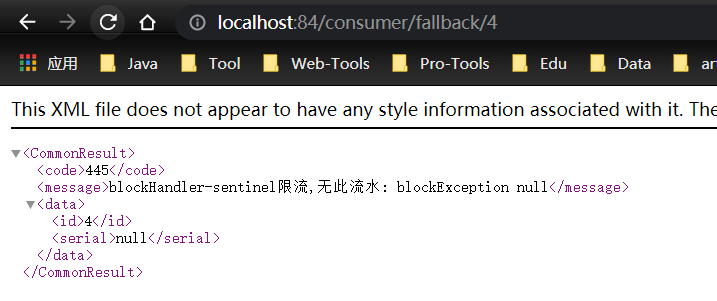 localhost:84/consumer/fallback/4
应用 Java Tool Web-Tools Pro-Tools Edu Data
This XML file does not appear to have any style information associated with it. The
<CommonResult>
<code>445</code>
<message>blockHandler-sentinel限流,无此流水: blockException null</message>
<data>
<id>4</id>
<serial>null</serial>
</data>
</CommonResult>